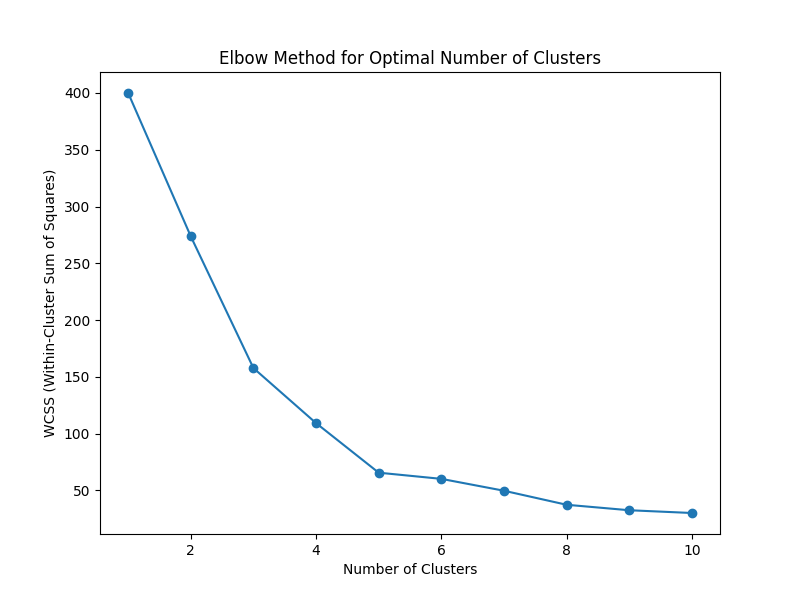 Elbow Method for Optimal Number of Clusters
400
350
300
250
200
150
100
50
WCSS (Within-Cluster Sum of Squares)
2 4 6 8 10
Number of Clusters